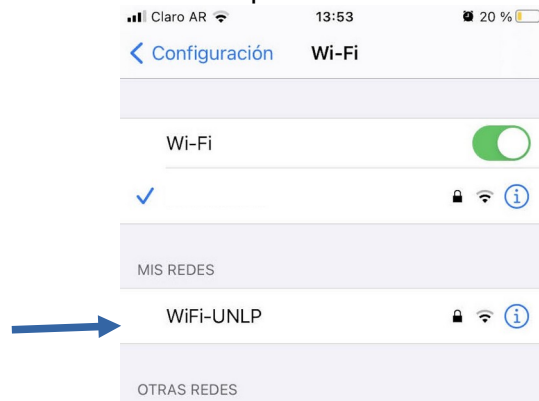 Claro AR 13:53 20 %
Configuración Wi-Fi
Wi-Fi
MIS REDES
WiFi-UNLP
OTRAS REDES